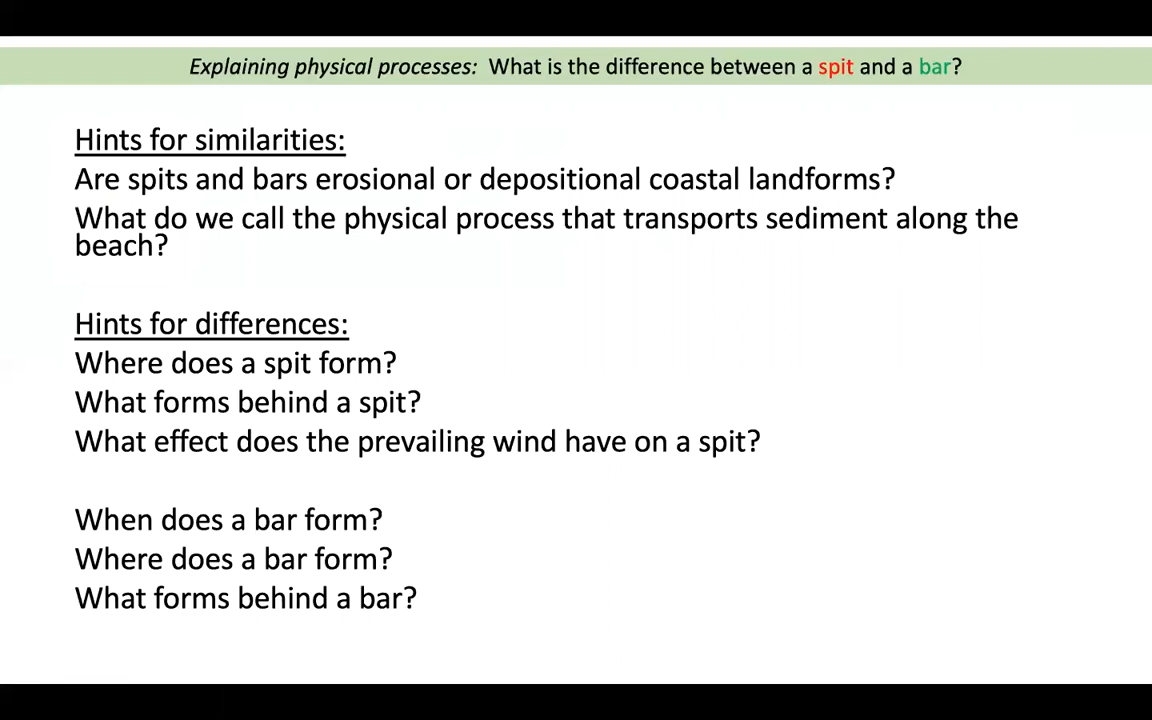 Explaining physical processes: What is the difference between a spit and a bar?
Hints for similarities:
Are spits and bars erosional or depositional coastal landforms?
What do we call the physical process that transports sediment along the
beach?
Hints for differences:
Where does a spit form?
What forms behind a spit?
What effect does the prevailing wind have on a spit?
When does a bar form?
Where does a bar form?
What forms behind a bar?